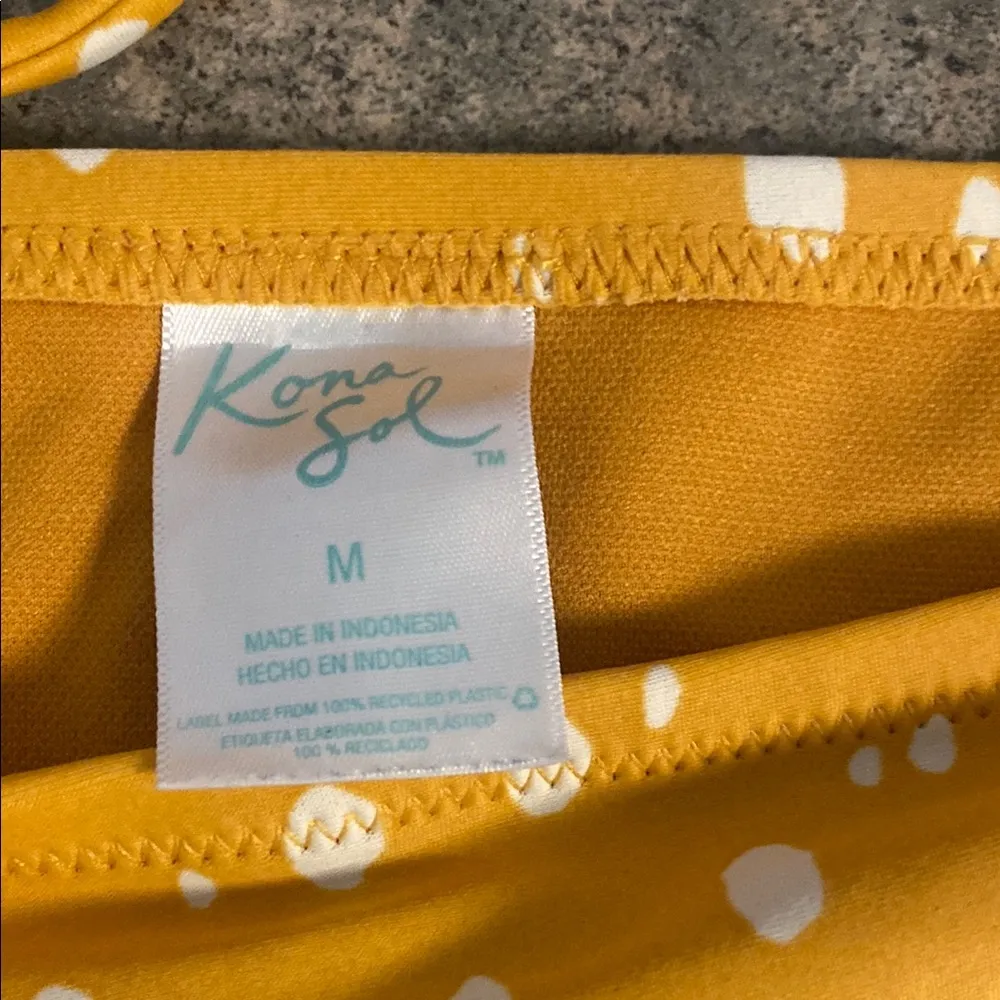 Kona
Sol
TM
M
MADE IN INDONESIA
HECHO EN INDONESIA
LABEL MADE FROM 100% RECYCLED PLASTIC
ETIQUETA ELABORADA CON PLÁSTICO
100 % RECICLADO